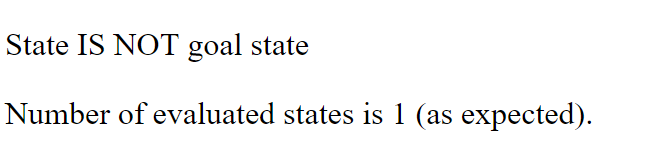 State IS NOT goal state
Number of evaluated states is 1 (as expected).